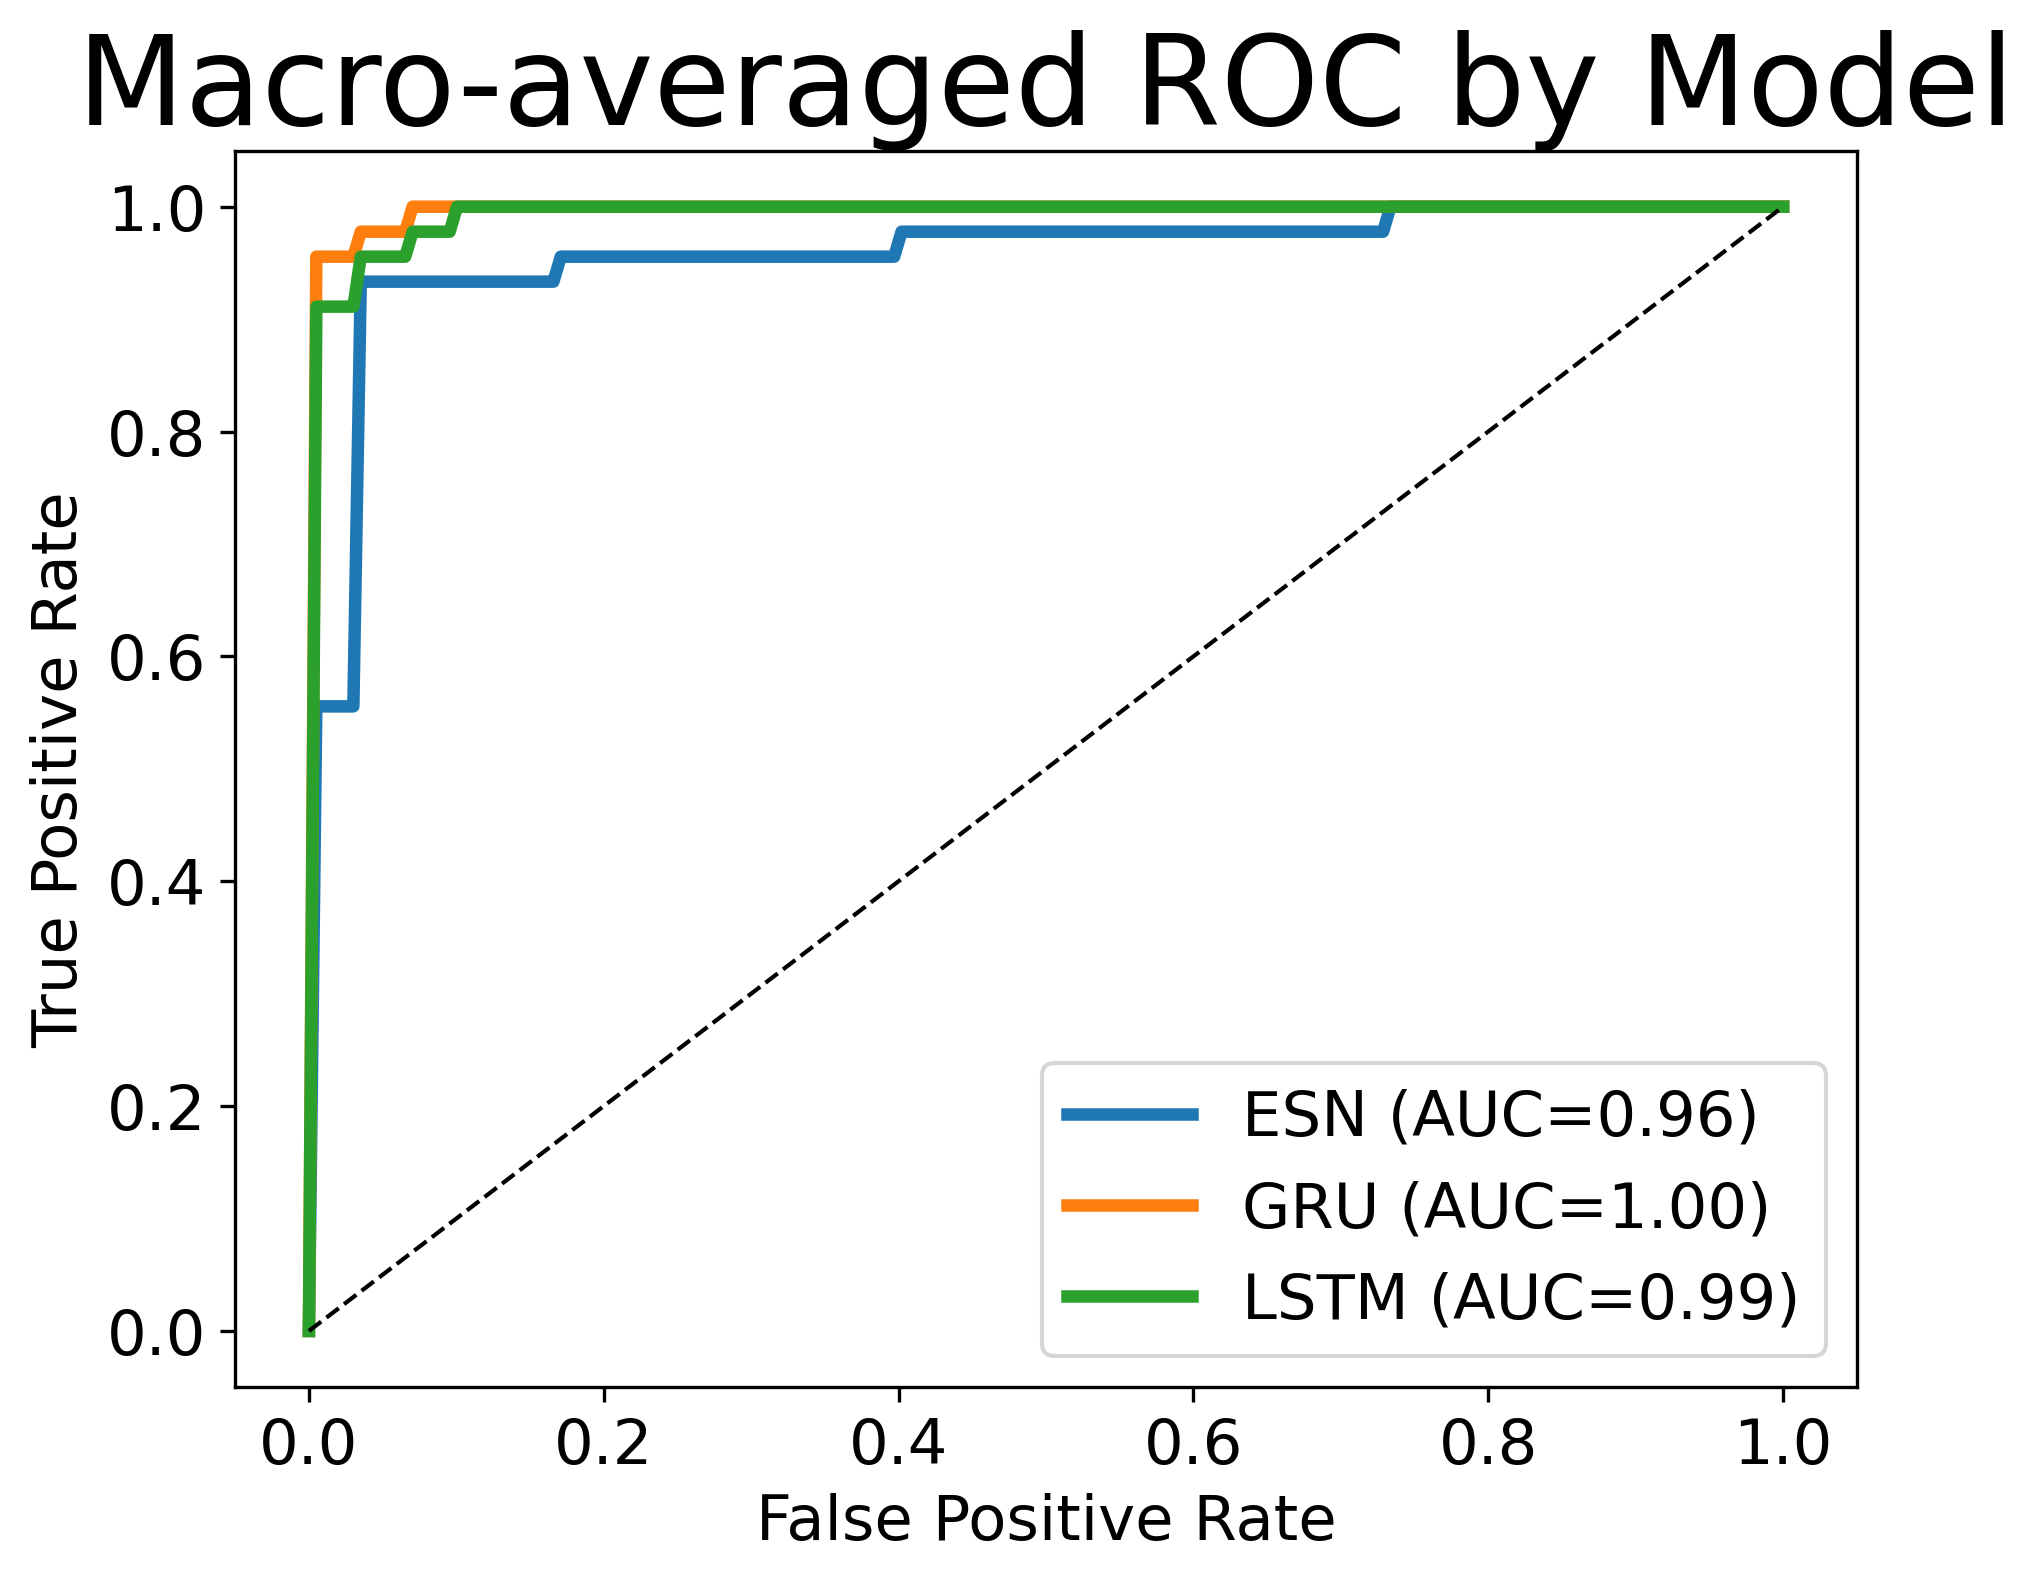 Macro-averaged ROC by Model
1.0
0.8
0.6
0.4
0.2
0.0
True Positive Rate
ESN (AUC=0.96)
GRU (AUC=1.00)
LSTM (AUC=0.99)
0.0 0.2 0.4 0.6 0.8 1.0
False Positive Rate